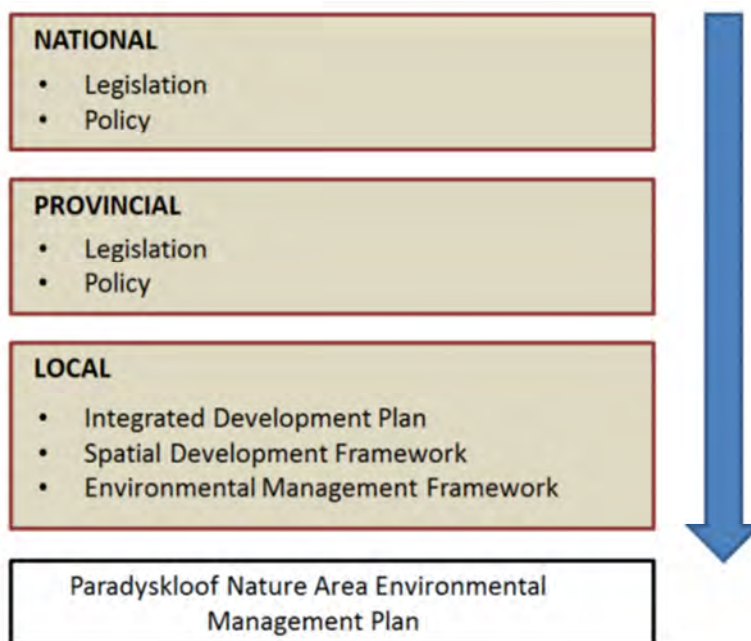 NATIONAL
• Legislation
• Policy
PROVINCIAL
• Legislation
• Policy
LOCAL
• Integrated Development Plan
• Spatial Development Framework
• Environmental Management Framework
Paradyskloof Nature Area Environmental
Management Plan